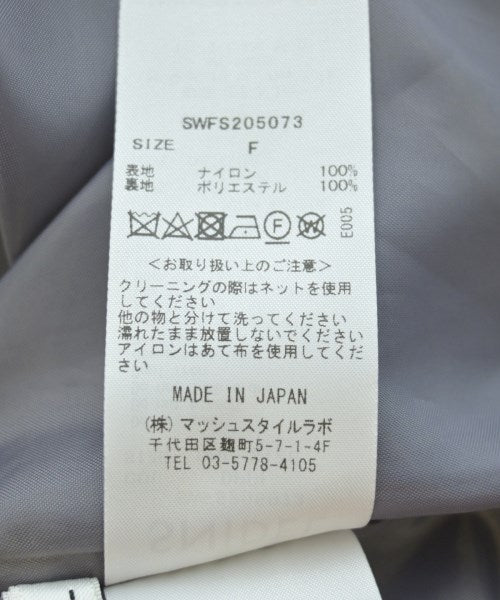 SWFS205073
SIZE F
表地 ナイロン 100%
裏地 ポリエステル 100%
F W E005
＜お取り扱い上のご注意＞
クリーニングの際はネットを使用
してください
他の物と分けて洗ってください
濡れたまま放置しないでください
アイロンはあて布を使用してくだ
さい
MADE IN JAPAN
(株) マッシュスタイルラボ
千代田区麹町5-7-1-4F
TEL 03-5778-4105